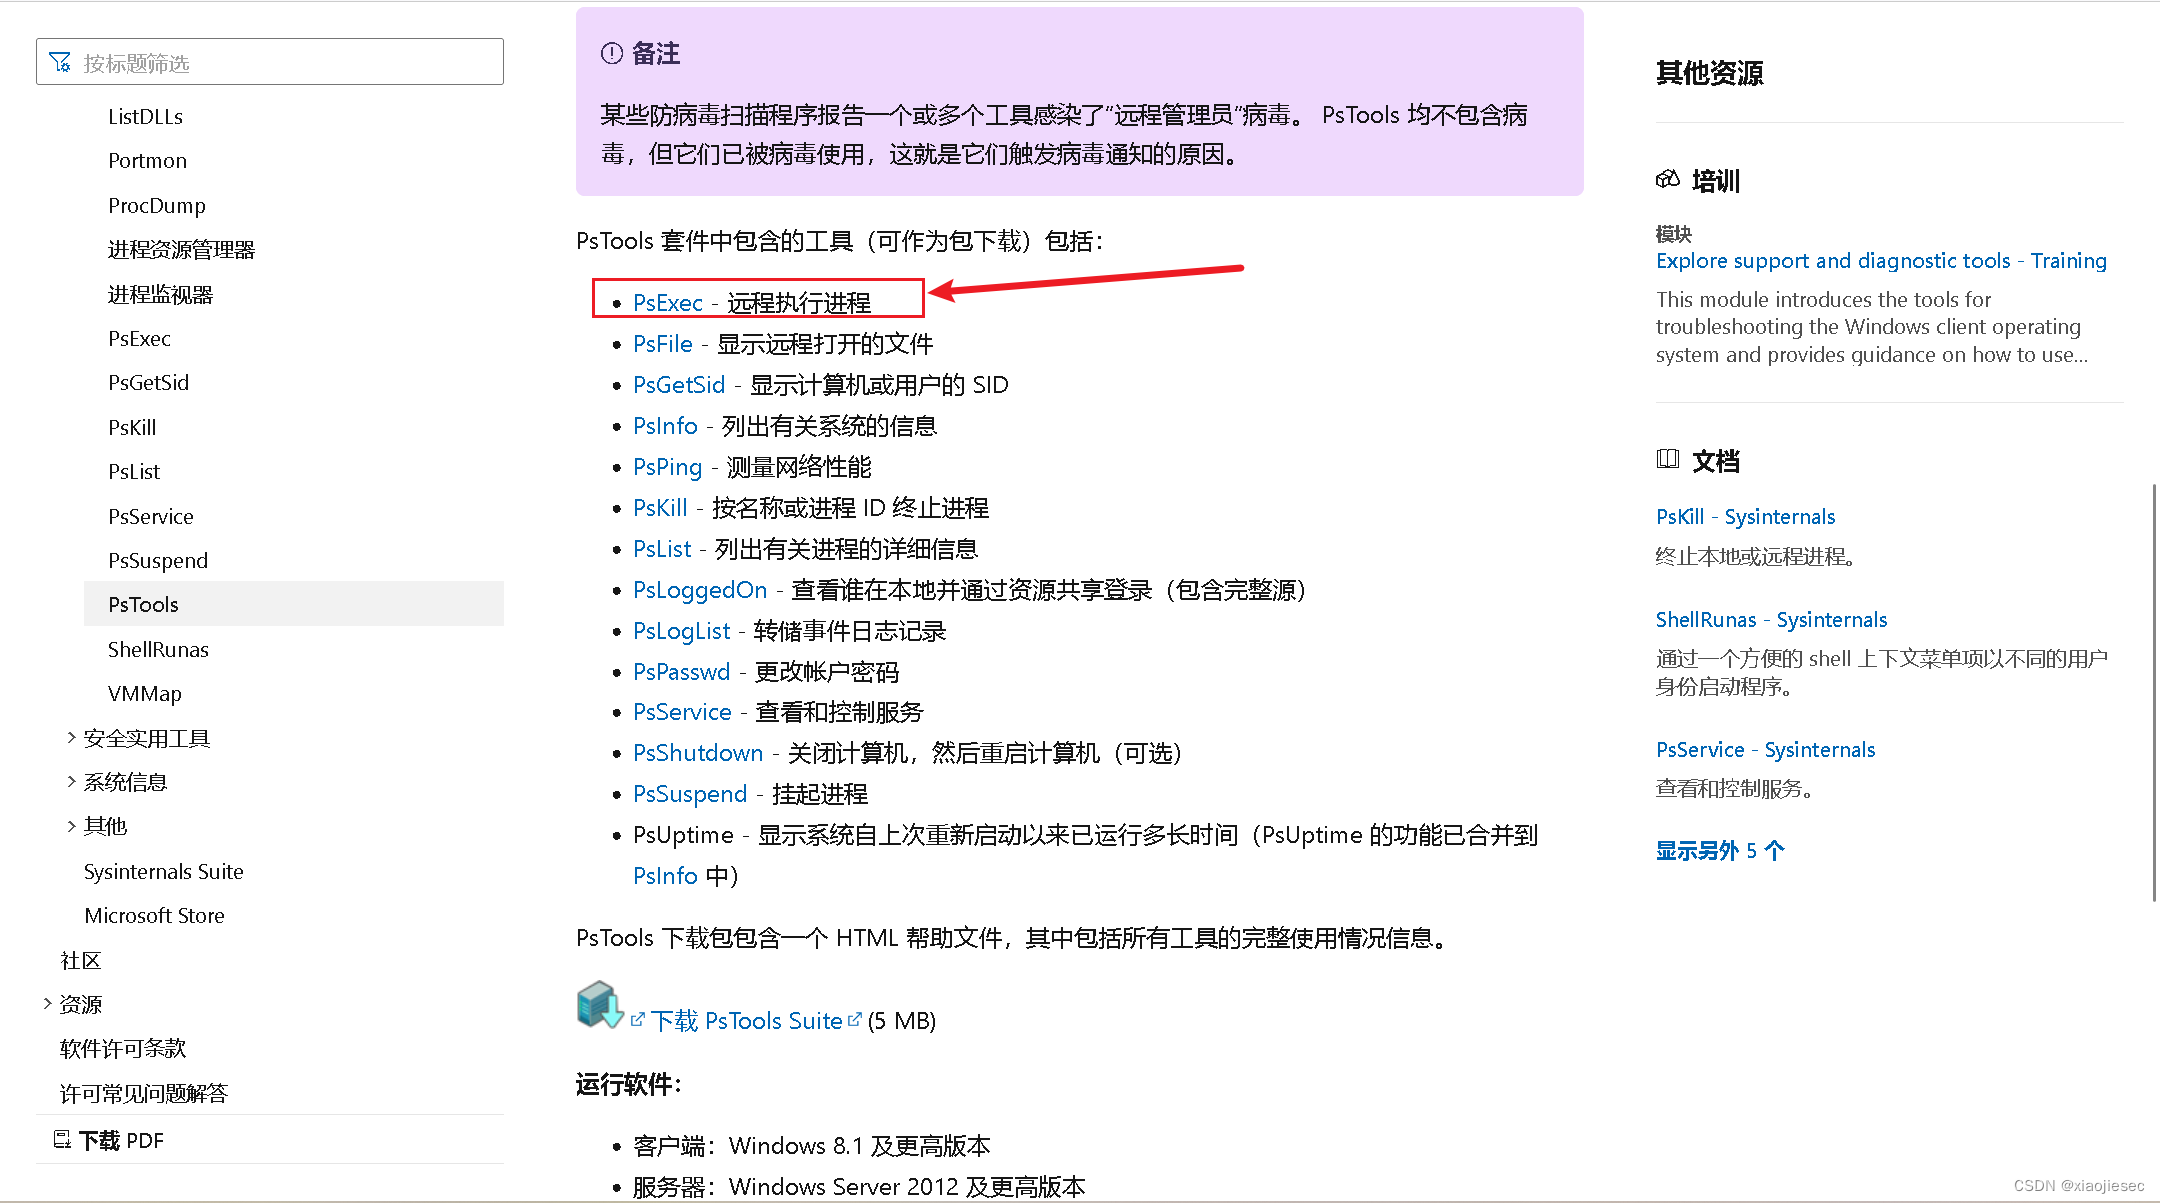 按标题筛选
ListDLLs
Portmon
ProcDump
进程资源管理器
进程监视器
PsExec
PsGetSid
PsKill
PsList
PsService
PsSuspend
PsTools
ShellRunas
VMMap
安全实用工具
系统信息
其他
Sysinternals Suite
Microsoft Store
社区
资源
软件许可条款
许可常见问题解答
下载 PDF
备注
某些防病毒扫描程序报告一个或多个工具感染了“远程管理员”病毒。 PsTools 均不包含病
毒，但它们已被病毒使用，这就是它们触发病毒通知的原因。
PsTools 套件中包含的工具（可作为包下载）包括：
PsExec - 远程执行进程
PsFile - 显示远程打开的文件
PsGetSid - 显示计算机或用户的 SID
PsInfo - 列出有关系统的信息
PsPing - 测量网络性能
PsKill - 按名称或进程 ID 终止进程
PsList - 列出有关进程的详细信息
PsLoggedOn - 查看谁在本地并通过资源共享登录（包含完整源）
PsLogList - 转储事件日志记录
PsPasswd - 更改帐户密码
PsService - 查看和控制服务
PsShutdown - 关闭计算机，然后重启计算机（可选）
PsSuspend - 挂起进程
PsUptime - 显示系统自上次重新启动以来已运行多长时间（PsUptime 的功能已合并到
PsInfo 中）
PsTools 下载包包含一个 HTML 帮助文件，其中包括所有工具的完整使用情况信息。
下载 PsTools Suite (5 MB)
运行软件：
客户端：Windows 8.1 及更高版本
服务器：Windows Server 2012 及更高版本
其他资源
培训
模块
Explore support and diagnostic tools - Training
This module introduces the tools for
troubleshooting the Windows client operating
system and provides guidance on how to use...
文档
PsKill - Sysinternals
终止本地或远程进程。
ShellRunas - Sysinternals
通过一个方便的 shell 上下文菜单项以不同的用户
身份启动程序。
PsService - Sysinternals
查看和控制服务。
显示另外 5 个
CSDN @xiaojiesec